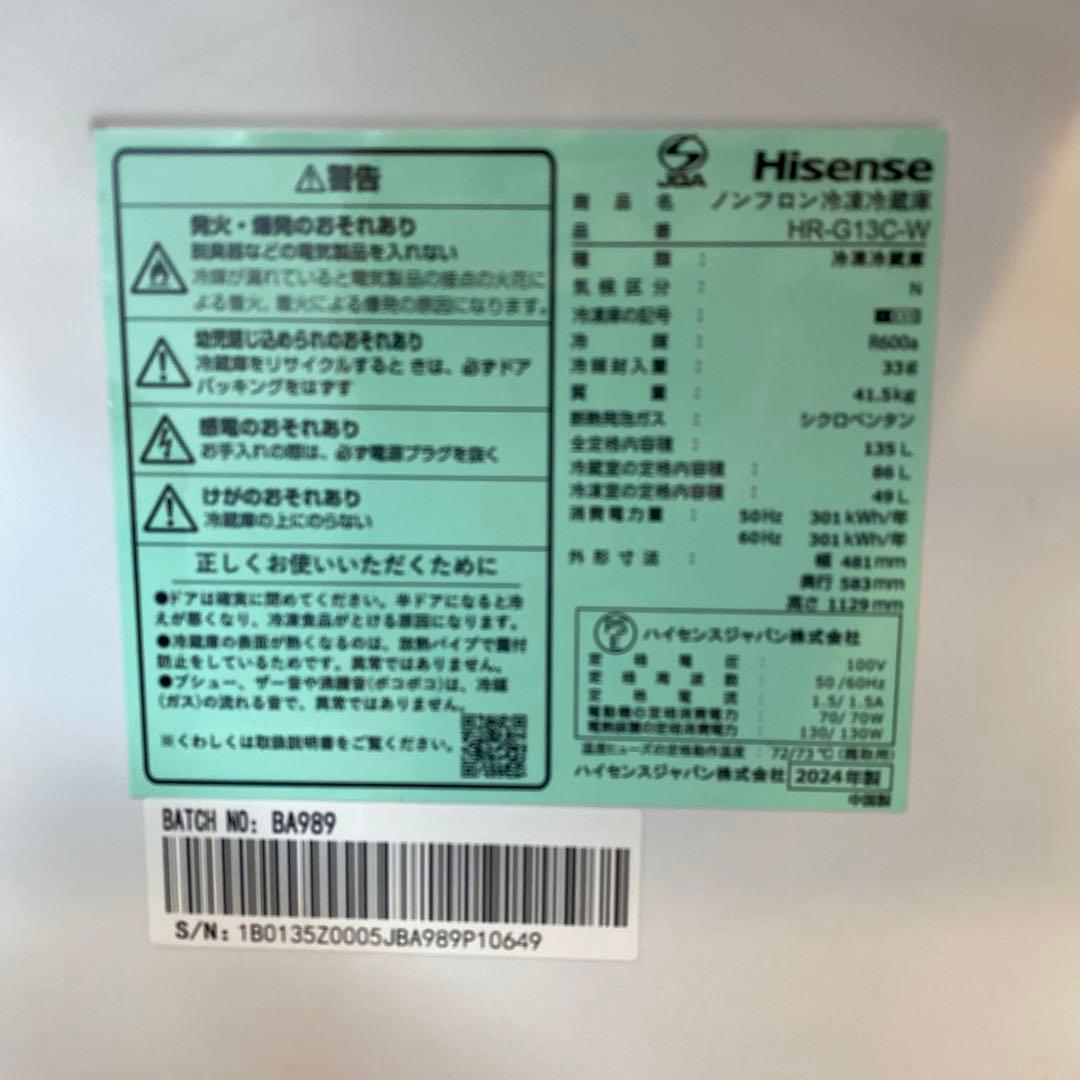 ⚠警告
発火・爆発のおそれあり
脱臭器などの電気製品を入れない
冷媒が漏れていると電気製品の接点の火花に
よる着火、着火による爆発の原因になります。
幼児閉じ込められのおそれあり
冷蔵庫をリサイクルするときは、必ずドア
パッキングをはずす
感電のおそれあり
お手入れの際は、必ず電源プラグを抜く
けがのおそれあり
冷蔵庫の上にのらない
正しくお使いいただくために
●ドアは確実に閉めてください。半ドアになると冷
えが悪くなり、冷凍食品がとける原因になります。
●冷蔵庫の表面が熱くなるのは、放熱パイプで露付
防止をしているためです。異常ではありません。
●プシュー、ザー音や沸騰音(ボコボコ)は、冷媒
(ガス)の流れる音で、異常ではありません。
※くわしくは取扱説明書をご覧ください。
JGA
Hisense
商品名 ノンフロン冷凍冷蔵庫
品番 HR-G13C-W
種類 : 冷凍冷蔵庫
気候区分 : N
冷凍庫の記号 :
冷媒 : R600a
冷媒封入量 : 33g
質量 : 41.5kg
断熱発泡ガス : シクロペンタン
全定格内容積 : 135 L
冷蔵室の定格内容積 : 86 L
冷凍室の定格内容積 : 49 L
消費電力量 : 50Hz 301 kWh/年
60Hz 301 kWh/年
外形寸法 : 幅 481mm
奥行 583mm
高さ 1129mm
ハイセンスジャパン株式会社
定格電圧 : 100V
定格周波数 : 50/60Hz
定格電流 : 1.5/1.5A
電動機の定格消費電力 : 70/70W
電熱装置の定格消費電力 : 130/130W
温度ヒューズの定格動作温度 : 72/73℃(霜取用)
ハイセンスジャパン株式会社 2024年製
中国製
BATCH NO: BA989
S/N: 1B0135Z0005JBA989P10649